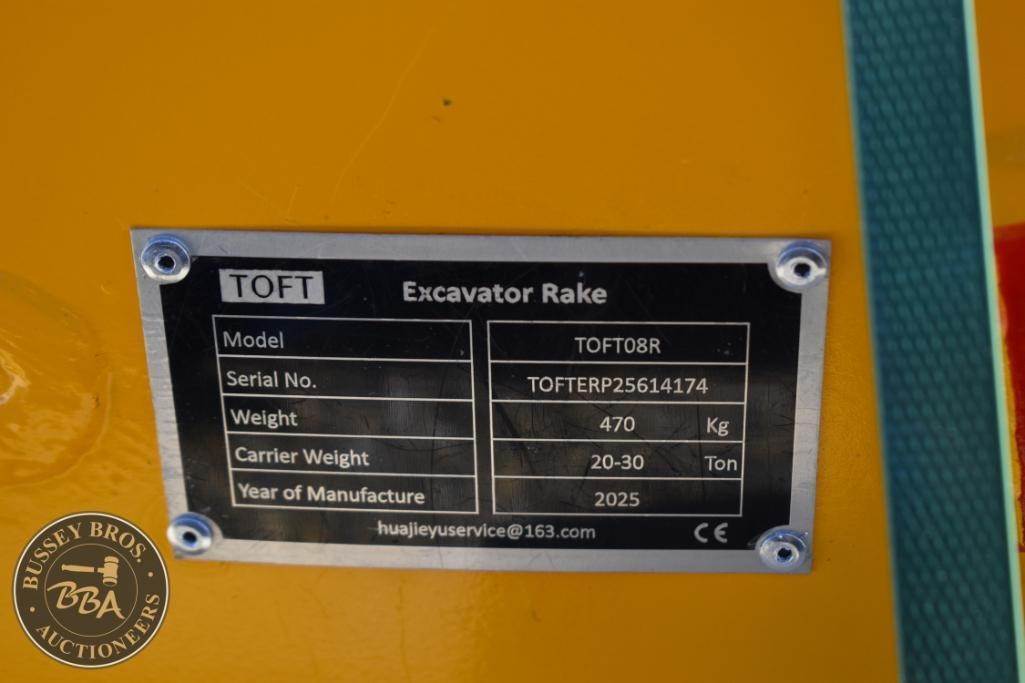 TOFT Excavator Rake
Model TOFT08R
Serial No. TOFTERP25614174
Weight 470 Kg
Carrier Weight 20-30 Ton
Year of Manufacture 2025
huajieyuservice@163.com CE
BUSSEY BROS.
BBA
AUCTIONEERS